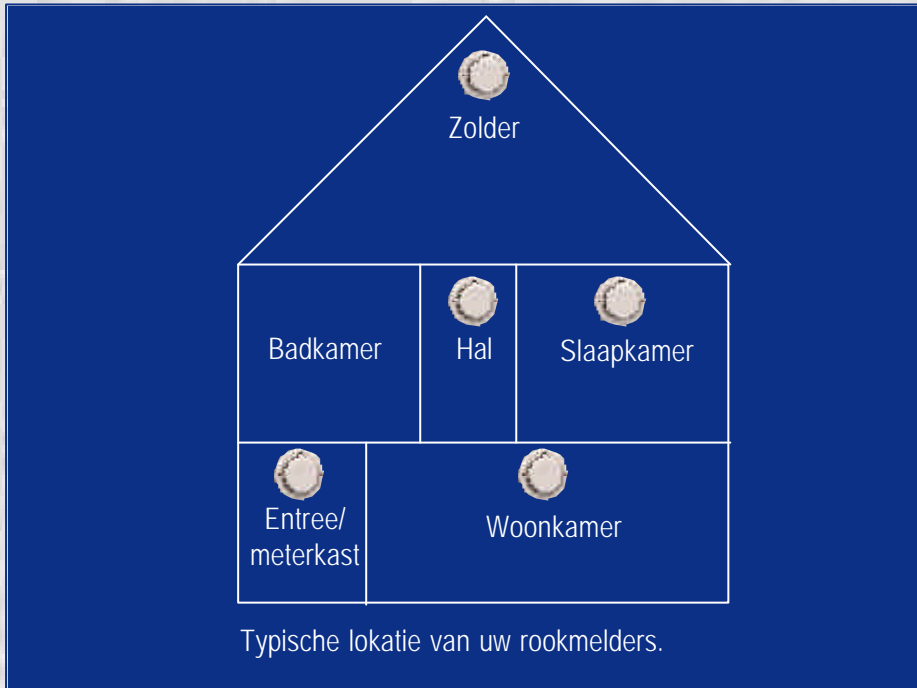 Zolder
Badkamer
Hal
Slaapkamer
Entree/
meterkast
Woonkamer
Typische lokatie van uw rookmelders.